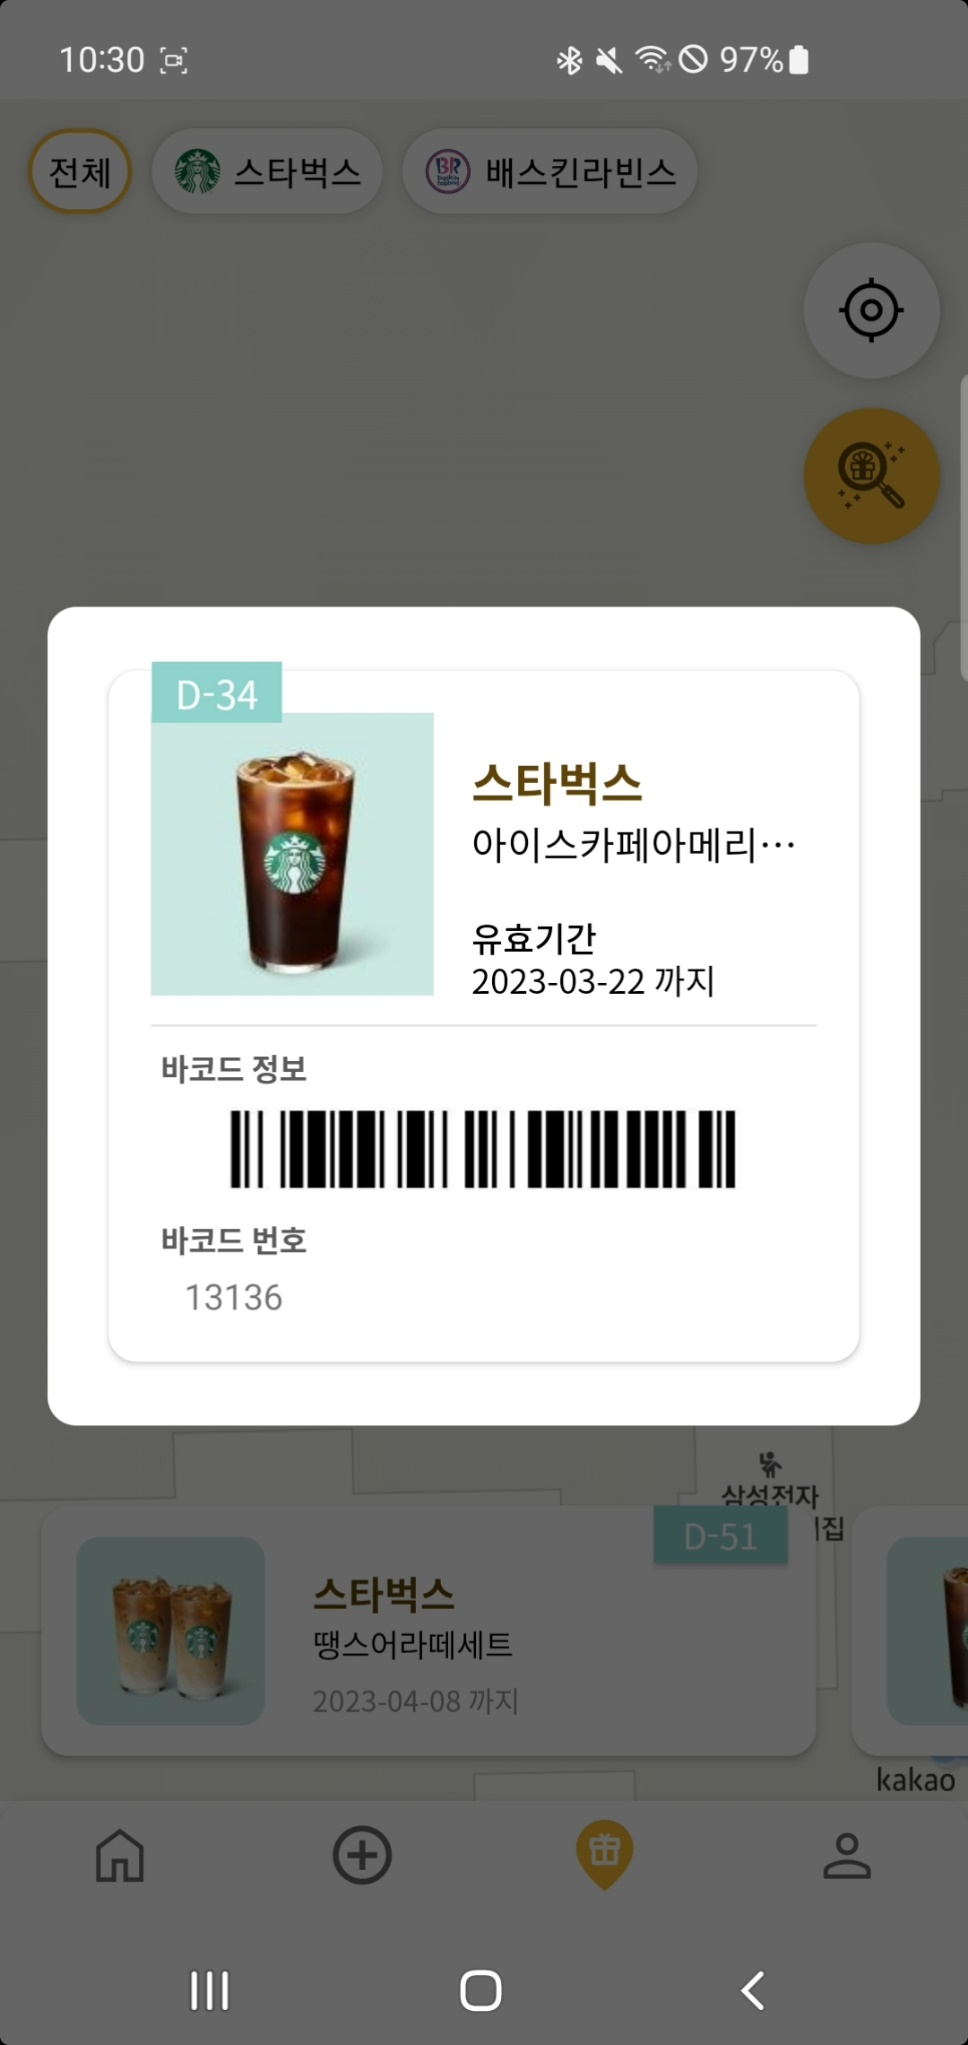 10:30
97%
전체
스타벅스
BR
배스킨라빈스
D-34
스타벅스
아이스카페아메리…
유효기간
2023-03-22 까지
바코드 정보
바코드 번호
13136
삼성전자
집
D-51
스타벅스
땡스어라떼세트
2023-04-08 까지
kakao